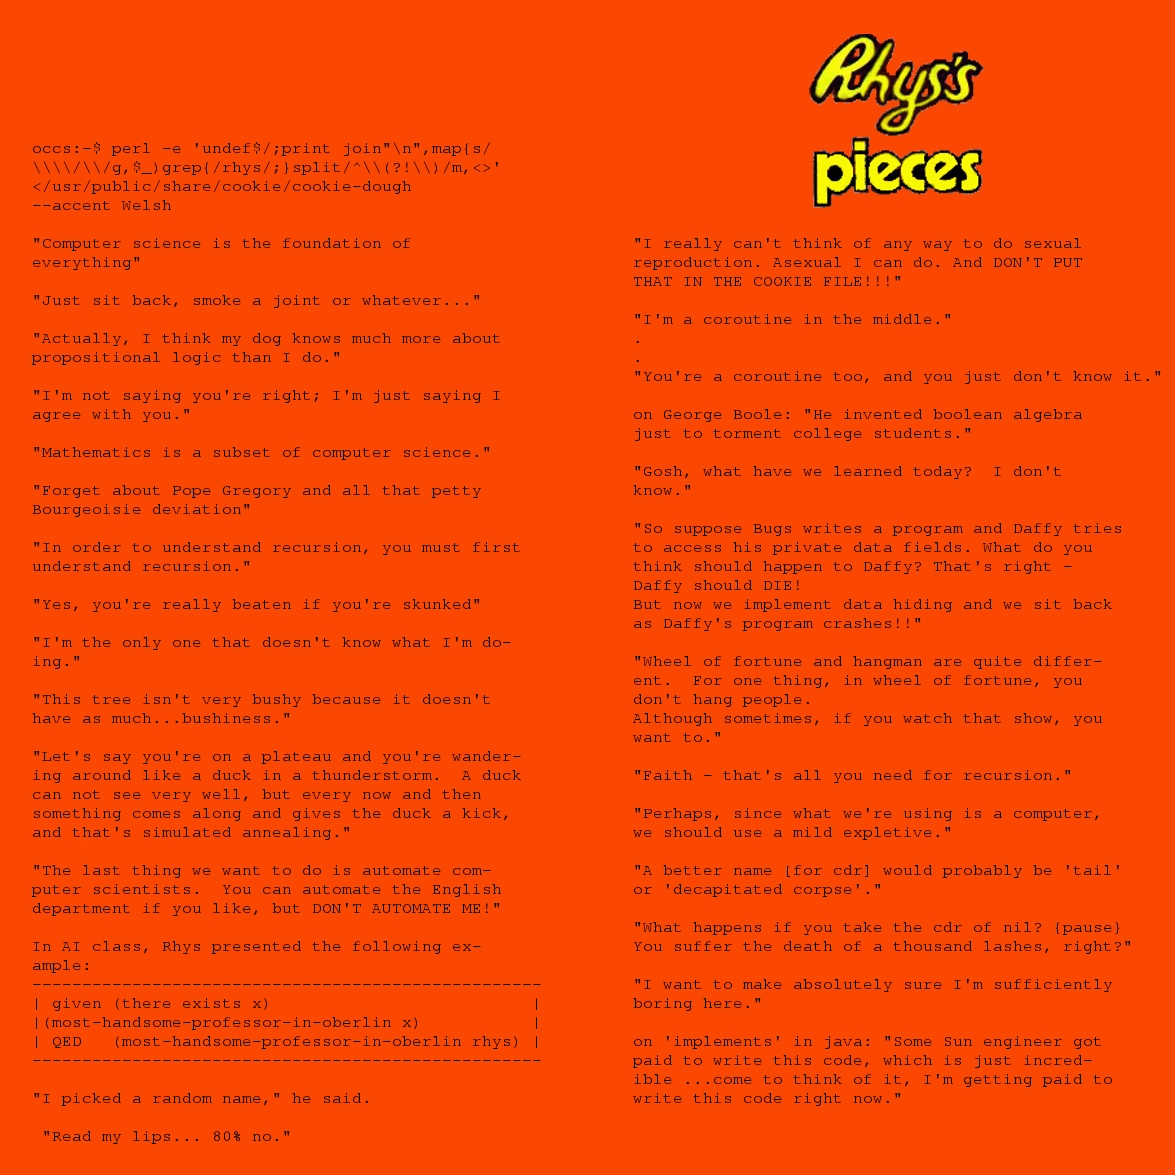 occs:~$ perl -e 'undef$/;print join"\n",map{s/
\\\\/\\/g,$_)grep{/rhys/;}split/^\\(?!\\)/m,<>'
</usr/public/share/cookie/cookie-dough
--accent Welsh
"Computer science is the foundation of
everything"
"Just sit back, smoke a joint or whatever..."
"Actually, I think my dog knows much more about
propositional logic than I do."
"I'm not saying you're right; I'm just saying I
agree with you."
"Mathematics is a subset of computer science."
"Forget about Pope Gregory and all that petty
Bourgeoisie deviation"
"In order to understand recursion, you must first
understand recursion."
"Yes, you're really beaten if you're skunked"
"I'm the only one that doesn't know what I'm do-
ing."
"This tree isn't very bushy because it doesn't
have as much...bushiness."
"Let's say you're on a plateau and you're wander-
ing around like a duck in a thunderstorm.  A duck
can not see very well, but every now and then
something comes along and gives the duck a kick,
and that's simulated annealing."
"The last thing we want to do is automate com-
puter scientists.  You can automate the English
department if you like, but DON'T AUTOMATE ME!"
In AI class, Rhys presented the following ex-
ample:
---------------------------------------------------
| given (there exists x)                          |
|(most-handsome-professor-in-oberlin x)           |
| QED   (most-handsome-professor-in-oberlin rhys) |
---------------------------------------------------
"I picked a random name," he said.
"Read my lips... 80% no."
Rhys's
pieces
"I really can't think of any way to do sexual
reproduction. Asexual I can do. And DON'T PUT
THAT IN THE COOKIE FILE!!!"
"I'm a coroutine in the middle."
.
.
"You're a coroutine too, and you just don't know it."
on George Boole: "He invented boolean algebra
just to torment college students."
"Gosh, what have we learned today?  I don't
know."
"So suppose Bugs writes a program and Daffy tries
to access his private data fields. What do you
think should happen to Daffy? That's right -
Daffy should DIE!
But now we implement data hiding and we sit back
as Daffy's program crashes!!"
"Wheel of fortune and hangman are quite differ-
ent.  For one thing, in wheel of fortune, you
don't hang people.
Although sometimes, if you watch that show, you
want to."
"Faith - that's all you need for recursion."
"Perhaps, since what we're using is a computer,
we should use a mild expletive."
"A better name [for cdr] would probably be 'tail'
or 'decapitated corpse'."
"What happens if you take the cdr of nil? {pause}
You suffer the death of a thousand lashes, right?"
"I want to make absolutely sure I'm sufficiently
boring here."
on 'implements' in java: "Some Sun engineer got
paid to write this code, which is just incred-
ible ...come to think of it, I'm getting paid to
write this code right now."